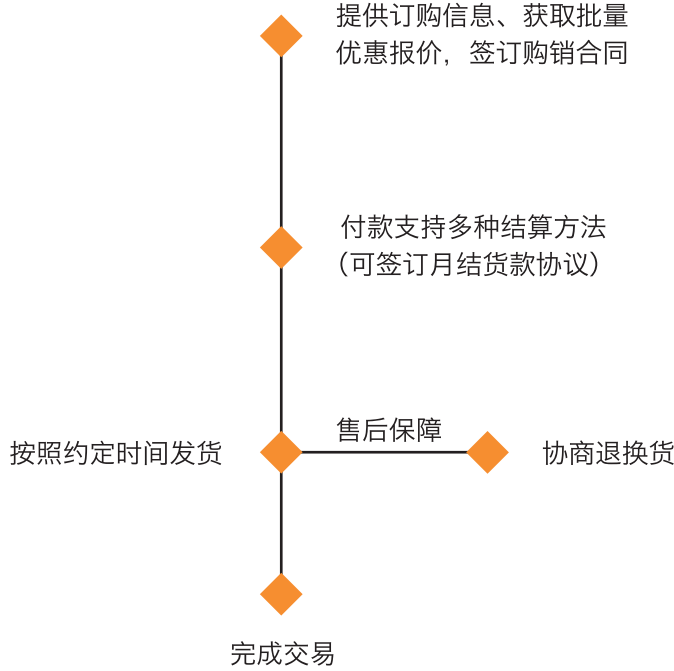 提供订购信息、获取批量
优惠报价，签订购销合同
付款支持多种结算方法
（可签订月结货款协议）
售后保障
按照约定时间发货
协商退换货
完成交易